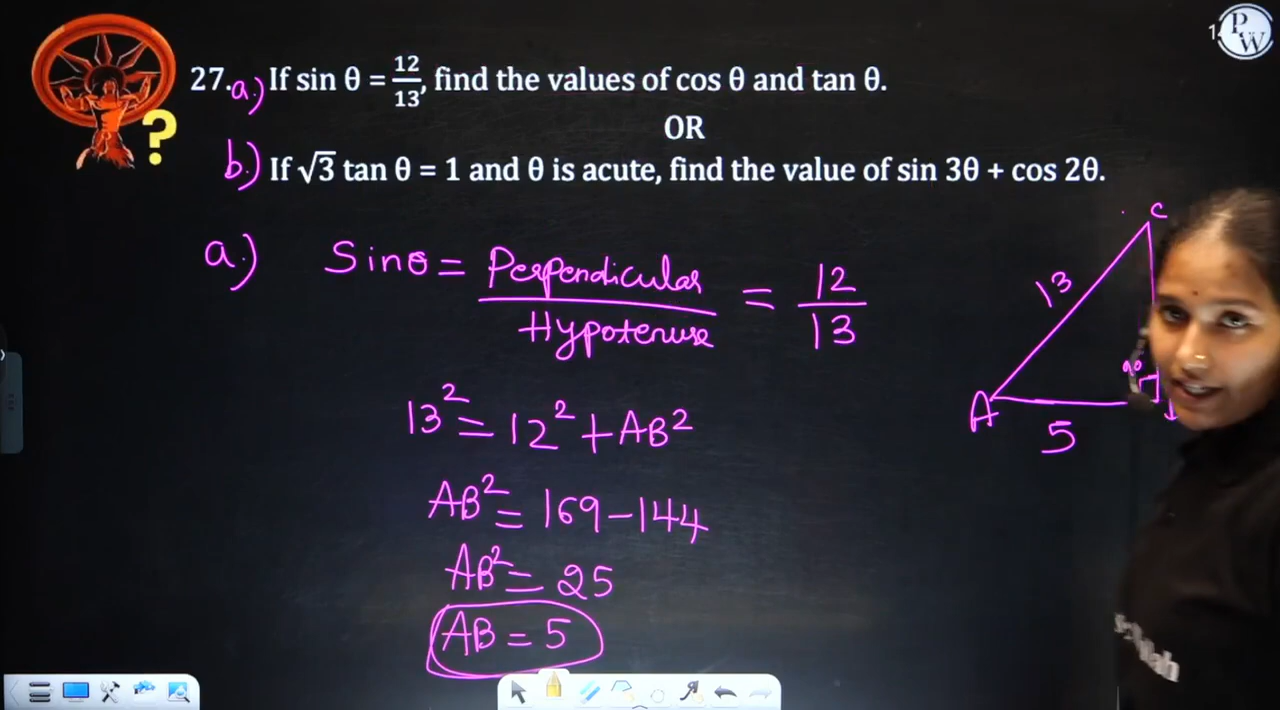 27. a.) If sin θ = 12/13, find the values of cos θ and tan θ.
OR
b.) If √3 tan θ = 1 and θ is acute, find the value of sin 3θ + cos 2θ.
a.) Sinθ = Perpendicular/Hypotenuse = 12/13
13² = 12² + AB²
AB² = 169 - 144
AB² = 25
AB = 5
C
13
90
A
5
PW
?